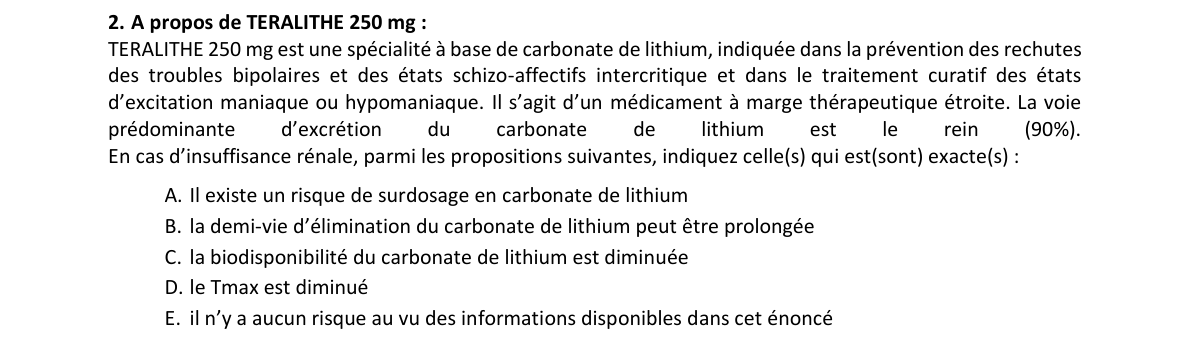 2. A propos de TERALITHE 250 mg :
TERALITHE 250 mg est une spécialité à base de carbonate de lithium, indiquée dans la prévention des rechutes
des troubles bipolaires et des états schizo-affectifs intercritique et dans le traitement curatif des états
d’excitation maniaque ou hypomaniaque. Il s’agit d’un médicament à marge thérapeutique étroite. La voie
prédominante d’excrétion du carbonate de lithium est le rein (90%).
En cas d’insuffisance rénale, parmi les propositions suivantes, indiquez celle(s) qui est(sont) exacte(s) :
A. Il existe un risque de surdosage en carbonate de lithium
B. la demi-vie d’élimination du carbonate de lithium peut être prolongée
C. la biodisponibilité du carbonate de lithium est diminuée
D. le Tmax est diminué
E. il n’y a aucun risque au vu des informations disponibles dans cet énoncé